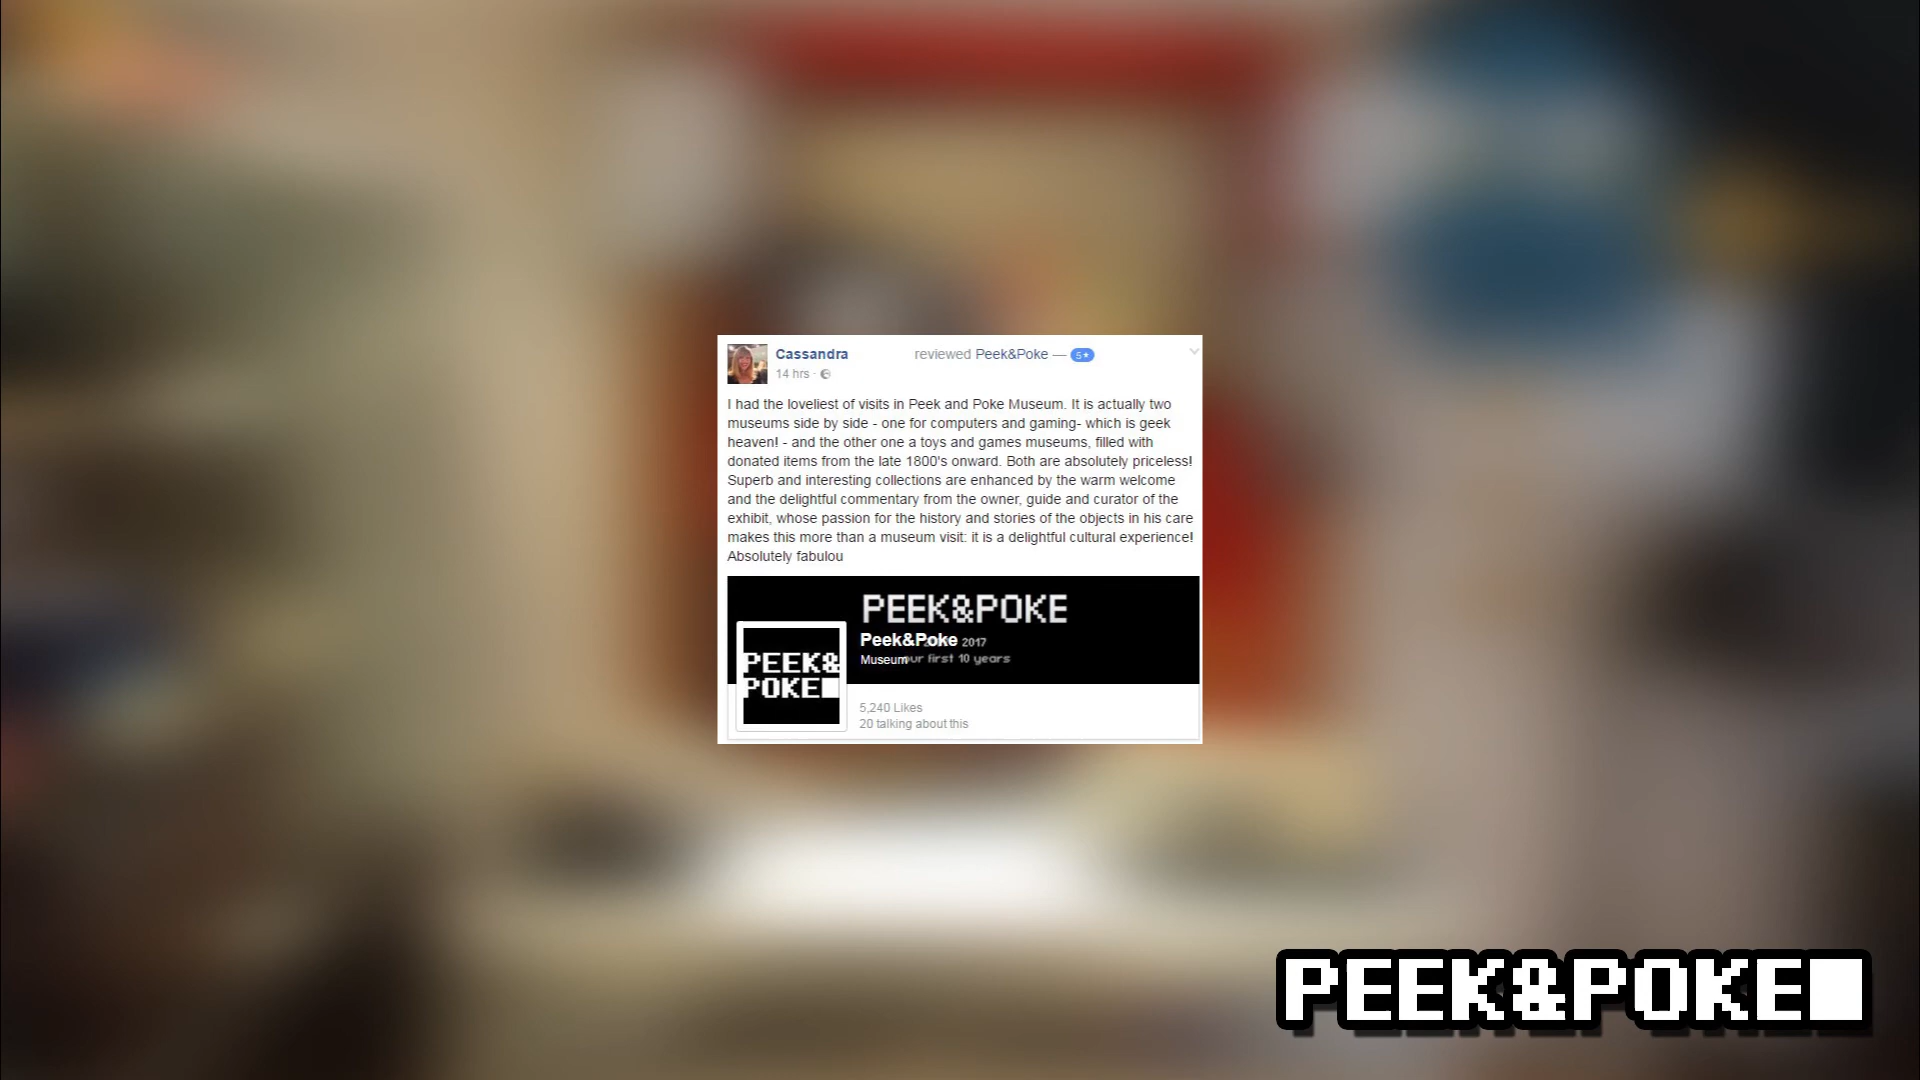 Cassandra reviewed Peek&Poke — 5★
14 hrs ·
I had the loveliest of visits in Peek and Poke Museum. It is actually two
museums side by side - one for computers and gaming- which is geek
heaven! - and the other one a toys and games museums, filled with
donated items from the late 1800's onward. Both are absolutely priceless!
Superb and interesting collections are enhanced by the warm welcome
and the delightful commentary from the owner, guide and curator of the
exhibit, whose passion for the history and stories of the objects in his care
makes this more than a museum visit: it is a delightful cultural experience!
Absolutely fabulou
PEEK&POKE
Peek&Poke 2017
Museum our first 10 years
PEEK&
POKE
5,240 Likes
20 talking about this
PEEK&POKE